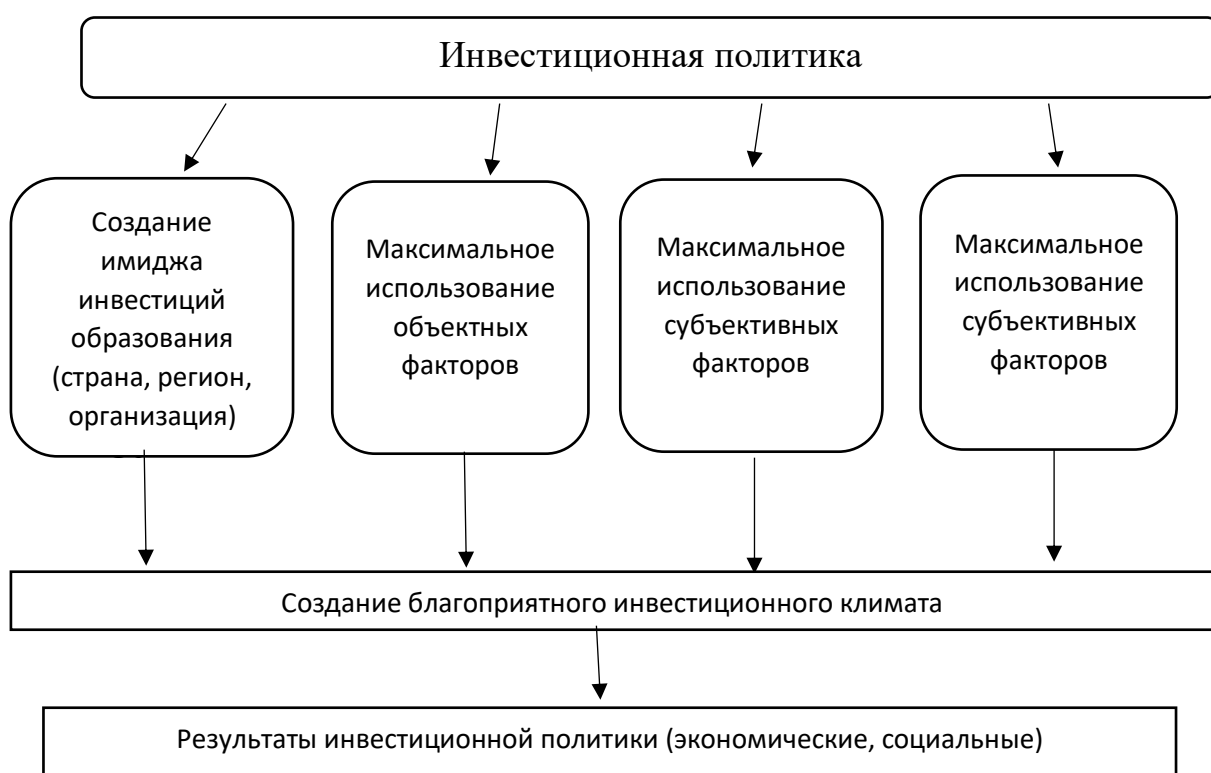 Инвестиционная политика
Создание
имиджа
инвестиций
образования
(страна, регион,
организация)
Максимальное
использование
объектных
факторов
Максимальное
использование
субъективных
факторов
Максимальное
использование
субъективных
факторов
Создание благоприятного инвестиционного климата
Результаты инвестиционной политики (экономические, социальные)